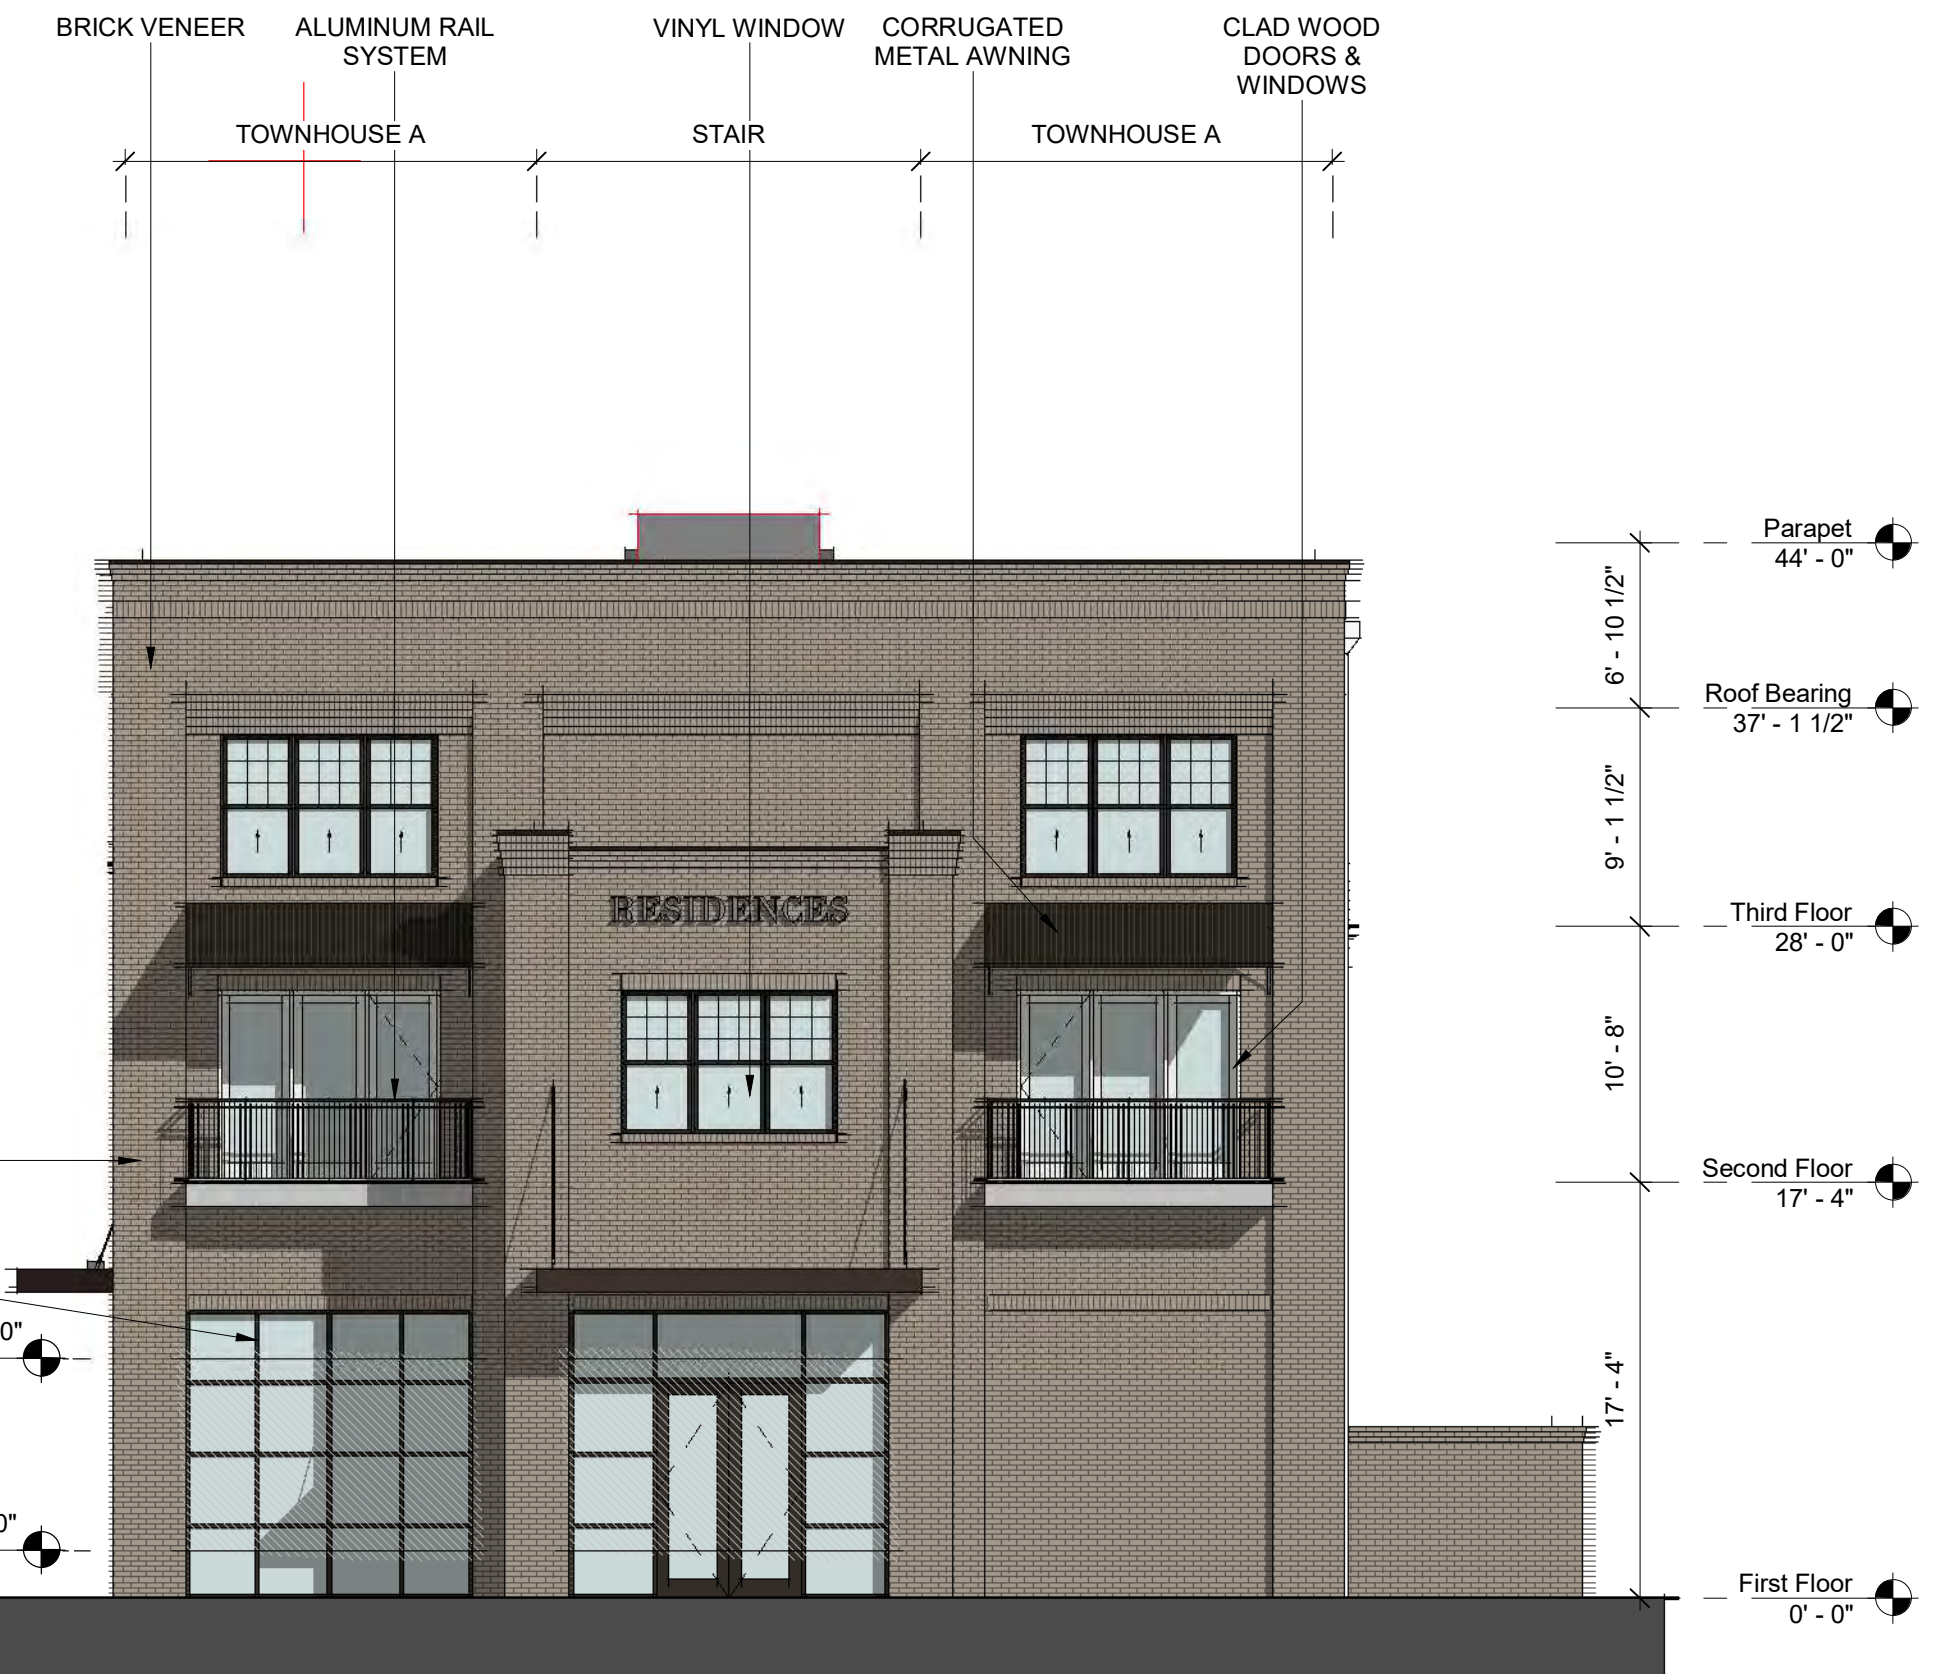 BRICK VENEER
ALUMINUM RAIL
SYSTEM
VINYL WINDOW
CORRUGATED
METAL AWNING
CLAD WOOD
DOORS &
WINDOWS
TOWNHOUSE A
STAIR
TOWNHOUSE A
Parapet
44' - 0"
6' - 10 1/2"
Roof Bearing
37' - 1 1/2"
9' - 1 1/2"
RESIDENCES
Third Floor
28' - 0"
10' - 8"
Second Floor
17' - 4"
0"
17' - 4"
0"
First Floor
0' - 0"